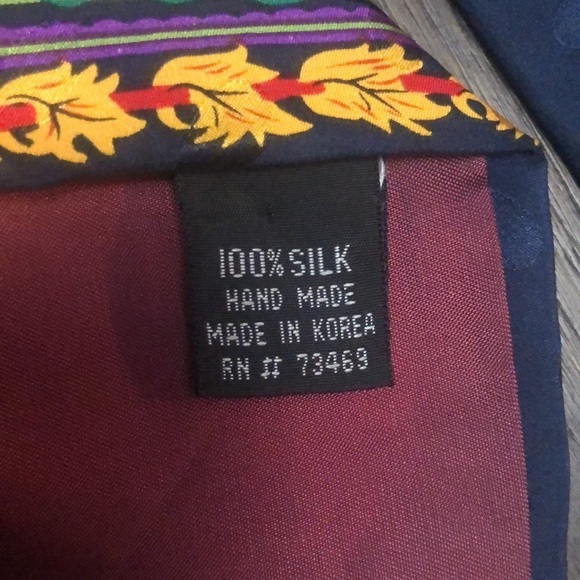 100% SILK
HAND MADE
MADE IN KOREA
RN # 73469